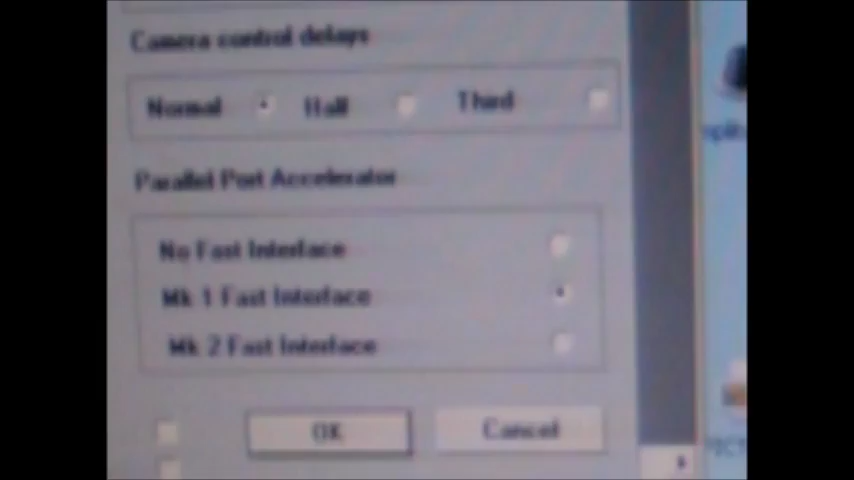 Camera control delays
Normal Half Third
Parallel Port Accelerator
No Fast Interface
Mk 1 Fast Interface
Mk 2 Fast Interface
OK Cancel